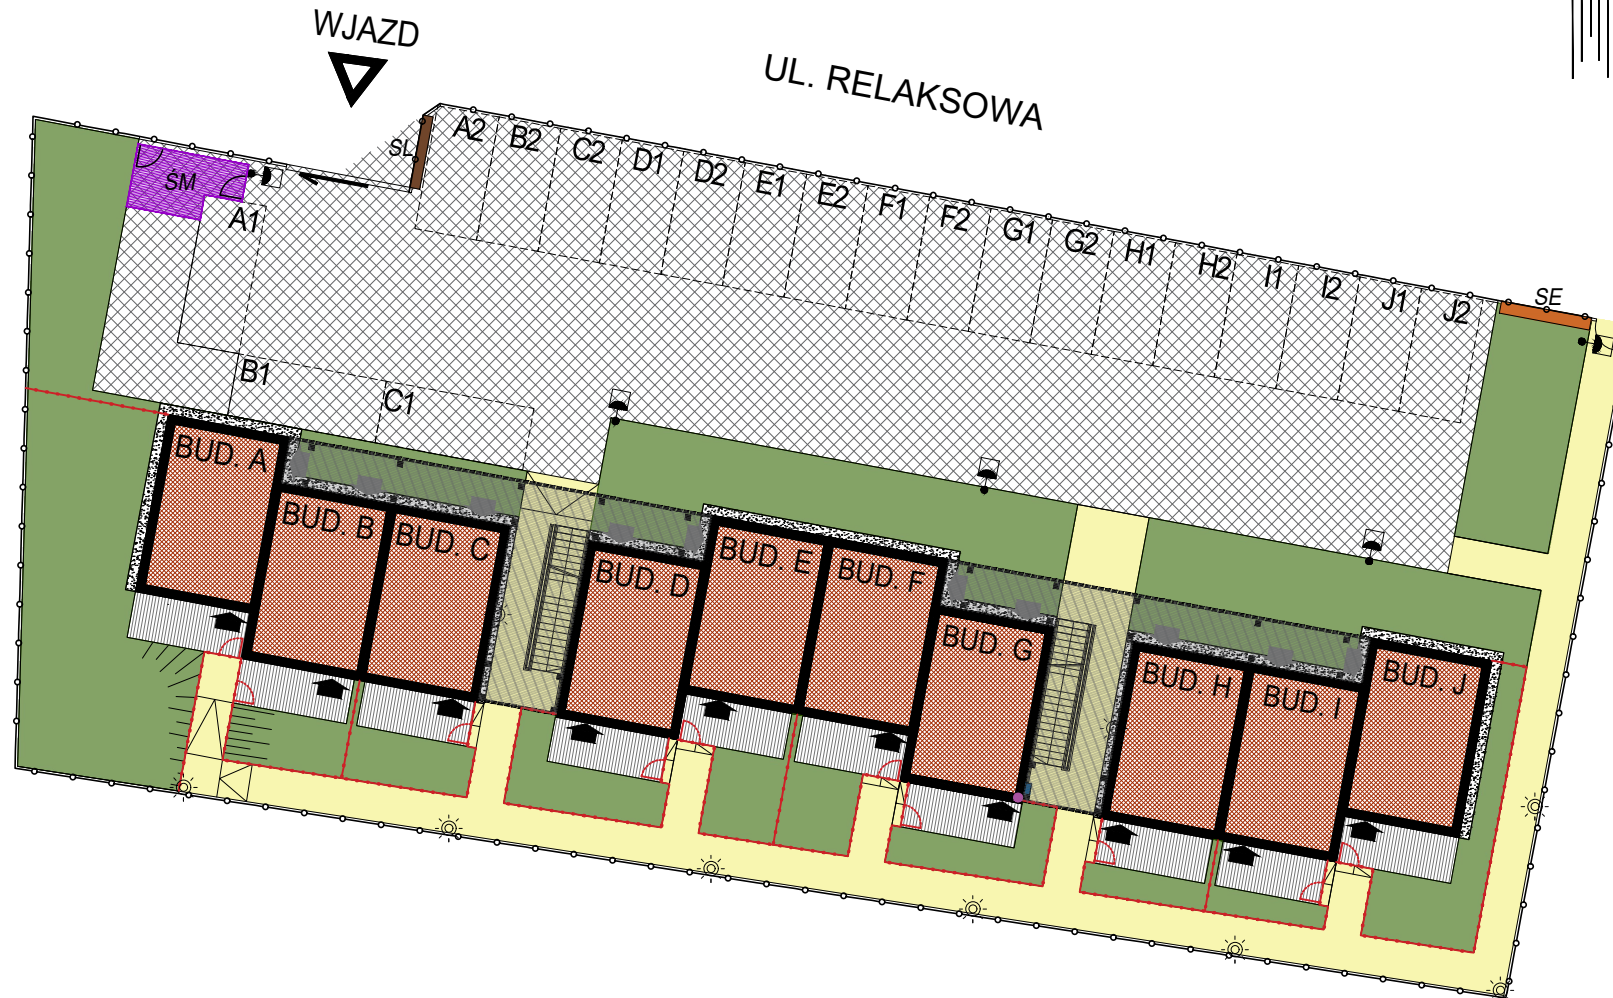 WJAZD
UL. RELAKSOWA
SL
A2
B2
C2
D1
D2
E1
E2
F1
F2
G1
G2
H1
H2
I1
I2
J1
J2
SE
ŚM
A1
B1
C1
BUD. A
BUD. B
BUD. C
BUD. D
BUD. E
BUD. F
BUD. G
BUD. H
BUD. I
BUD. J